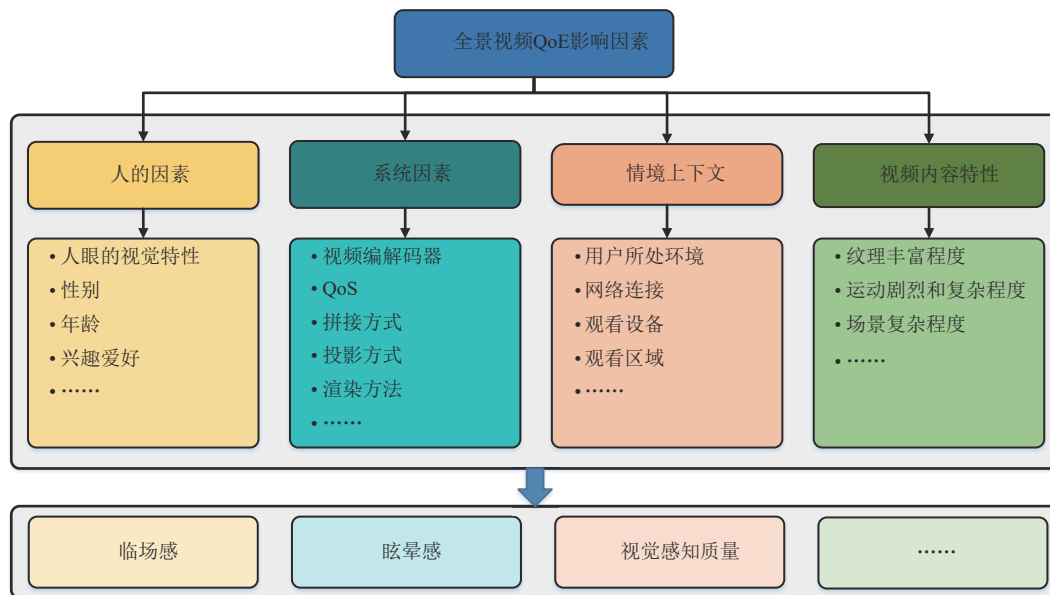 全景视频QoE影响因素
人的因素
系统因素
情境上下文
视频内容特性
• 人眼的视觉特性
• 性别
• 年龄
• 兴趣爱好
• ……
• 视频编解码器
• QoS
• 拼接方式
• 投影方式
• 渲染方法
• ……
• 用户所处环境
• 网络连接
• 观看设备
• 观看区域
• ……
• 纹理丰富程度
• 运动剧烈和复杂程度
• 场景复杂程度
• ……
临场感
眩晕感
视觉感知质量
……